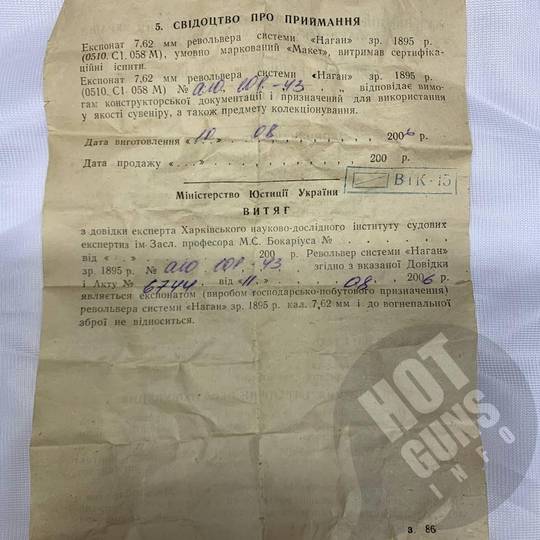 5. СВІДОЦТВО ПРО ПРИЙМАННЯ
Експонат 7,62 мм револьвера системи «Наган» зр. 1895 р.
(0510. С1. 058 М), умовно маркований «Макет», витримав сертифіка-
ційні іспити.
Експонат 7,62 мм револьвера системи «Наган» зр. 1895 р.
(0510. С1. 058 М) № аю. 601.-43 . „ відповідає вимо-
гам конструкторської документації і призначений для використання
у якості сувеніру, а також предмету колекціонування.
Дата виготовлення «10» 08 2006 р.
Дата продажу «...» 200 р.
ВТК-15
Міністерство Юстиції України
ВИТЯГ
з довідки експерта Харківського науково-дослідного інституту судових
експертиз ім Засл. професора М.С. Бокаріуса №
від «...» 200 р. Револьвер системи «Наган»
зр. 1895 р. № аю 601-43. згідно з вказаної Довідки
і Акту № 6744 від «11» 08. 2006 р.
являється експонатом (виробом господарсько-побутового призначення)
револьвера системи «Наган» зр. 1895 р. кал. 7,62 мм і до вогнепальної
зброї не відноситься.
HOT
GUNS
INFO
з. 86